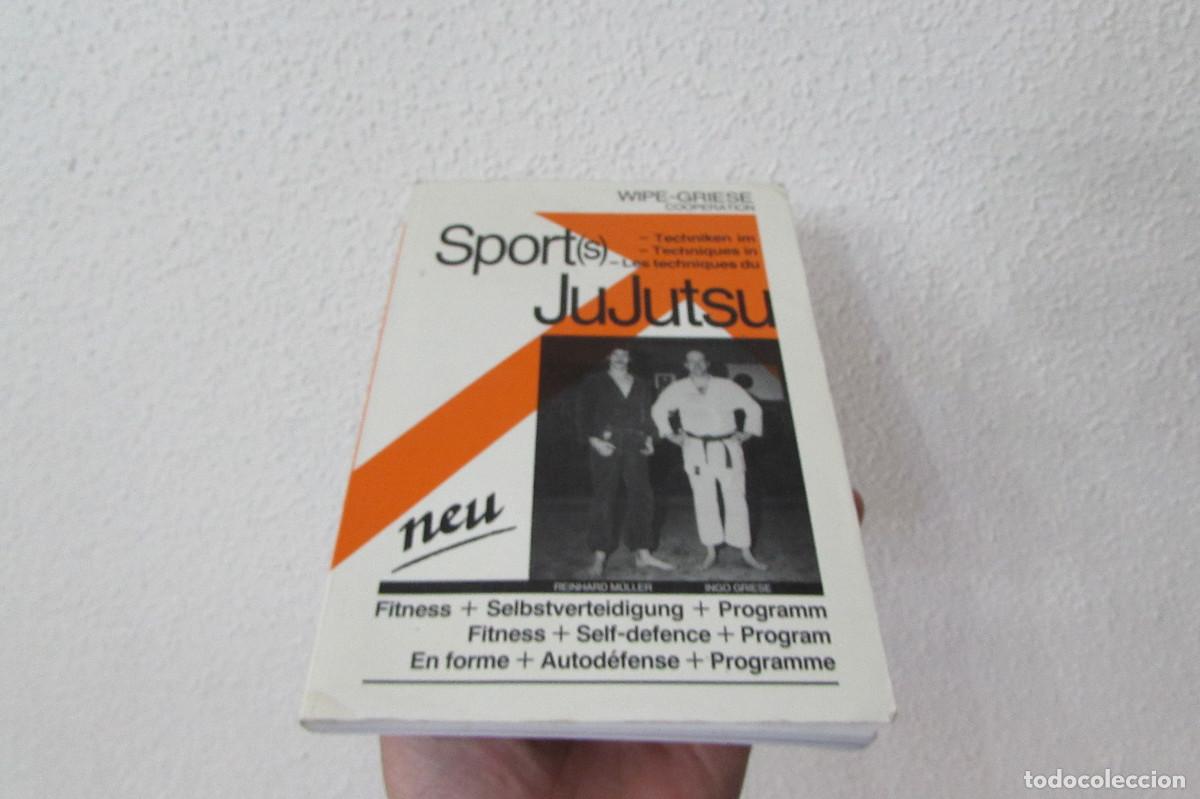 WIPE-GRIESE
COOPERATION
Sport(s)
- Techniken im
- Techniques in
- Les techniques du
JuJutsu
neu
REINHARD MÜLLER INGO GRIESE
Fitness + Selbstverteidigung + Programm
Fitness + Self-defence + Program
En forme + Autodéfense + Programme
todocoleccion